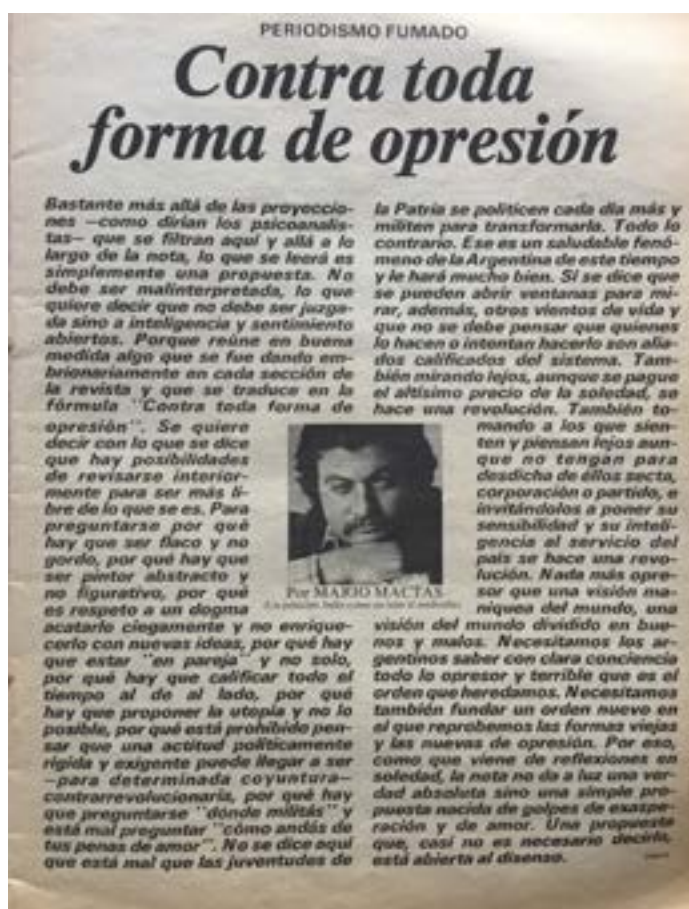 PERIODISMO FUMADO
Contra toda
forma de opresión
Bastante más allá de las proyeccio-
nes —como dirían los psicoanalis-
tas— que se filtran aquí y allá a lo
largo de la nota, lo que se leerá es
simplemente una propuesta. No
debe ser malinterpretada, lo que
quiere decir que no debe ser juzga-
da sino a inteligencia y sentimiento
abiertos. Porque reúne en buena
medida algo que se fue dando em-
brionariamente en cada sección de
la revista y que se traduce en la
fórmula "Contra toda forma de
opresión". Se quiere
decir con lo que se dice
que hay posibilidades
de revisarse interior-
mente para ser más li-
bre de lo que se es. Para
preguntarse por qué
hay que ser flaco y no
gordo, por qué hay que
ser pintor abstracto y
no figurativo, por qué
es respeto a un dogma
acatarlo ciegamente y no enrique-
cerlo con nuevas ideas, por qué hay
que estar "en pareja" y no solo,
por qué hay que calificar todo el
tiempo al de al lado, por qué
hay que proponer la utopía y no lo
posible, por qué está prohibido pen-
sar que una actitud políticamente
rígida y exigente puede llegar a ser
—para determinada coyuntura—
contrarrevolucionaria, por qué hay
que preguntarse "dónde militás" y
está mal preguntar "cómo andás de
tus penas de amor". No se dice aquí
que está mal que las juventudes de
la Patria se politicen cada día más y
militen para transformarla. Todo lo
contrario. Ese es un saludable fenó-
meno de la Argentina de este tiempo
y le hará mucho bien. Sí se dice que
se pueden abrir ventanas para mi-
rar, además, otros vientos de vida y
que no se debe pensar que quienes
lo hacen o intentan hacerlo son alia-
dos calificados del sistema. Tam-
bién mirando lejos, aunque se pague
el altísimo precio de la soledad, se
hace una revolución. También to-
mando a los que sien-
ten y piensan lejos aun-
que no tengan para
desdicha de éllos secta,
corporación o partido, e
invitándolos a poner su
sensibilidad y su inteli-
gencia al servicio del
país se hace una revo-
lución. Nada más opre-
sor que una visión ma-
niquea del mundo, una
visión del mundo dividido en bue-
nos y malos. Necesitamos los ar-
gentinos saber con clara conciencia
todo lo opresor y terrible que es el
orden que heredamos. Necesitamos
también fundar un orden nuevo en
el que reprobemos las formas viejas
y las nuevas de opresión. Por eso,
como que viene de reflexiones en
soledad, la nota no da a luz una ver-
dad absoluta sino una simple pro-
puesta nacida de golpes de exaspe-
ración y de amor. Una propuesta
que, casi no es necesario decirlo,
está abierta al disenso.
Por MARIO MACTAS